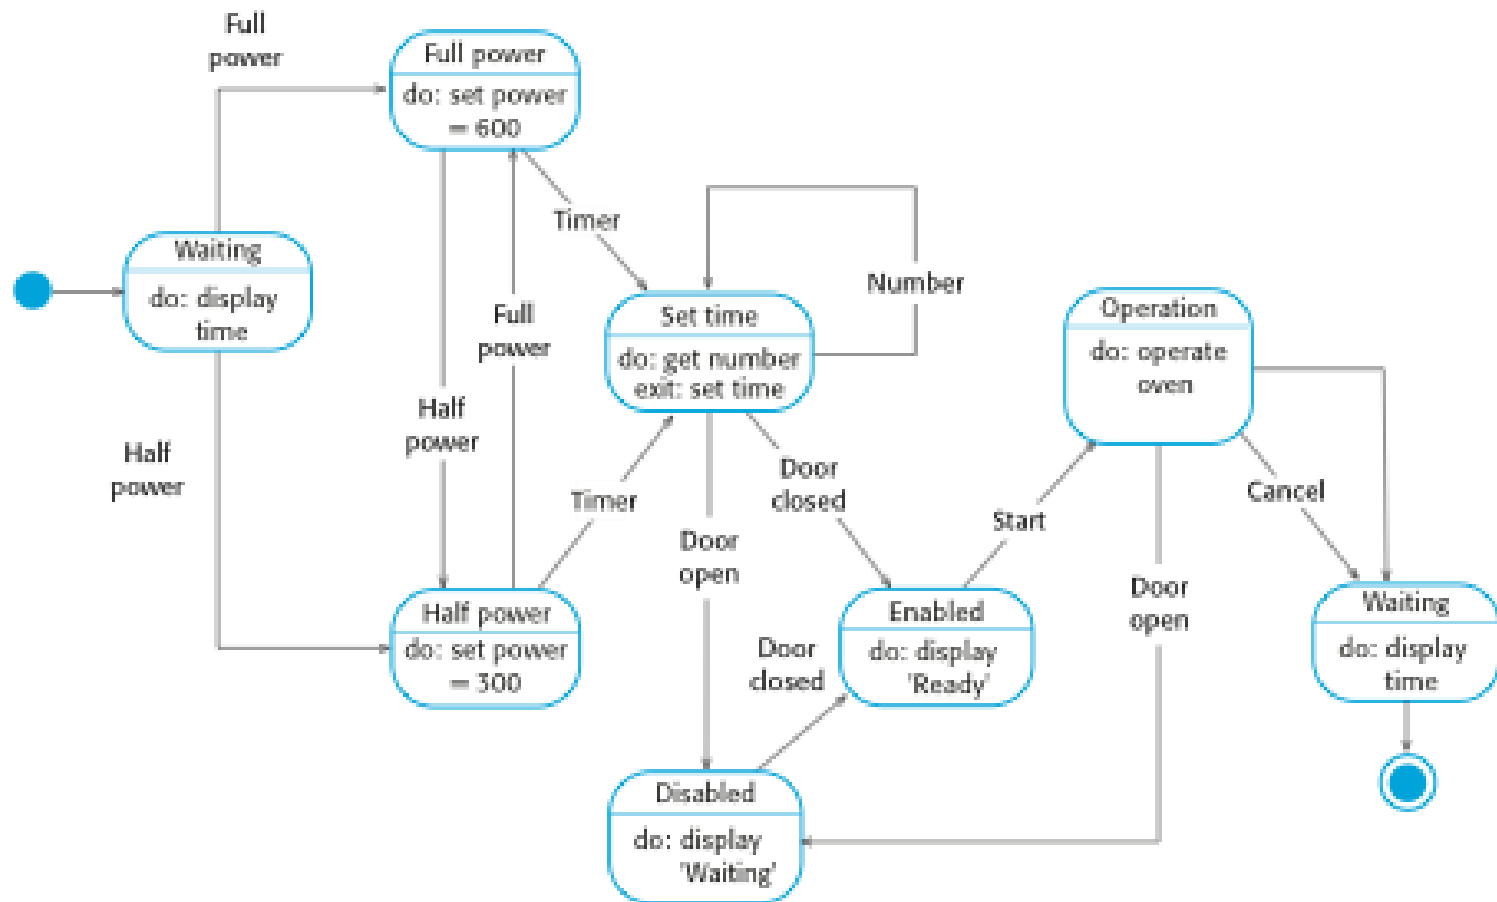 Full
power
Full power
do: set power
= 600
Timer
Waiting
do: display
time
Full
power
Number
Set time
do: get number
exit: set time
Operation
do: operate
oven
Half
power
Half
power
Timer
Door
closed
Door
open
Start
Cancel
Door
open
Half power
do: set power
= 300
Door
closed
Enabled
do: display
'Ready'
Waiting
do: display
time
Disabled
do: display
'Waiting'